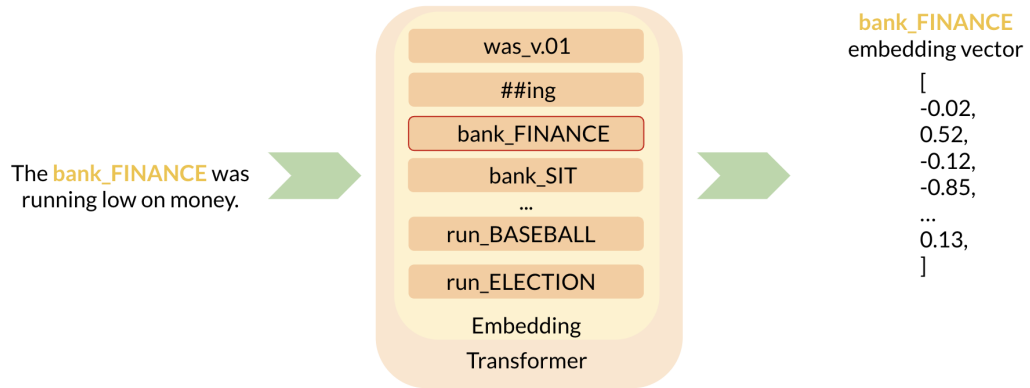 The bank_FINANCE was
running low on money.
was_v.01
##ing
bank_FINANCE
bank_SIT
...
run_BASEBALL
run_ELECTION
Embedding
Transformer
bank_FINANCE
embedding vector
[
-0.02,
0.52,
-0.12,
-0.85,
...
0.13,
]